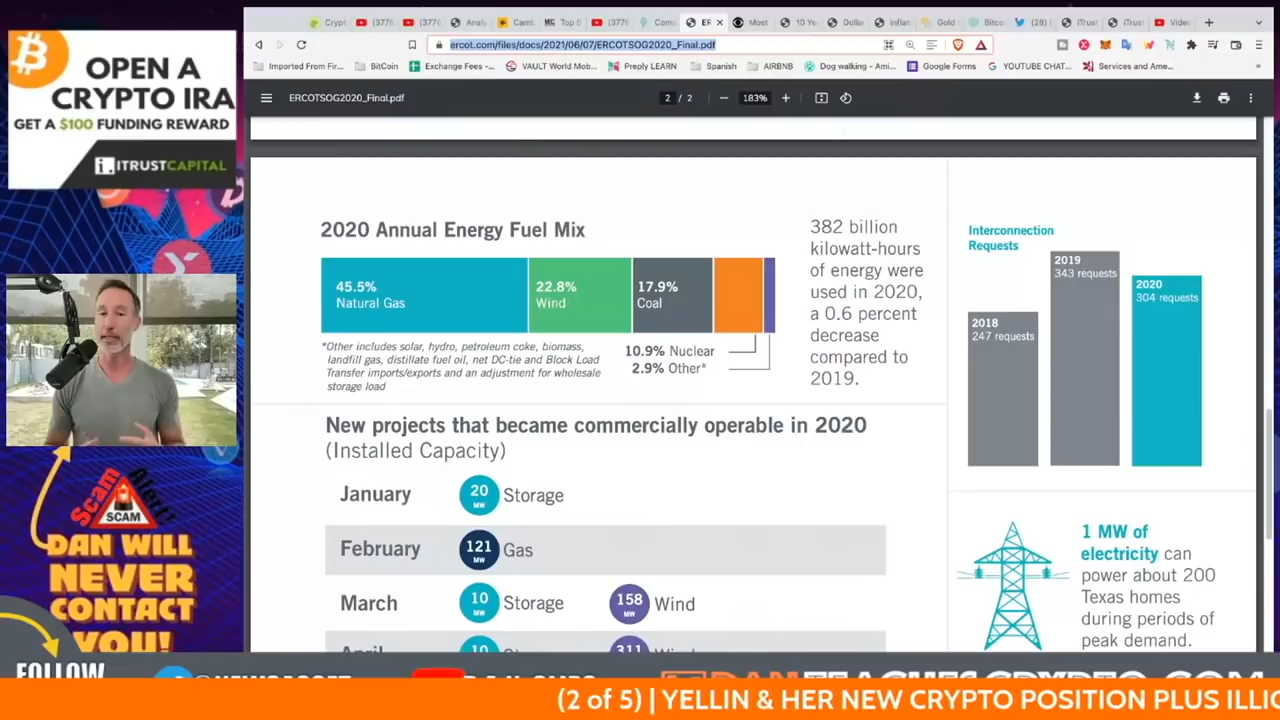 OPEN A
CRYPTO IRA
GET A $100 FUNDING REWARD
ITRUSTCAPITAL
Scam
Alert!
SCAM
DAN WILL
NEVER
CONTACT
YOU!
FOLLOW
ercot.com/files/docs/2021/06/07/ERCOTSOG2020_Final.pdf
Imported From Fir...
BitCoin
Exchange Fees -...
VAULT World Mob...
Preply LEARN
Spanish
AIRBNB
Dog walking - Ami...
Google Forms
YOUTUBE CHAT...
Services and Ame...
ERCOTSOG2020_Final.pdf
2 / 2
183%
2020 Annual Energy Fuel Mix
45.5%
Natural Gas
22.8%
Wind
17.9%
Coal
10.9% Nuclear
2.9% Other*
*Other includes solar, hydro, petroleum coke, biomass,
landfill gas, distillate fuel oil, net DC-tie and Block Load
Transfer imports/exports and an adjustment for wholesale
storage load
382 billion
kilowatt-hours
of energy were
used in 2020,
a 0.6 percent
decrease
compared to
2019.
Interconnection
Requests
2018
247 requests
2019
343 requests
2020
304 requests
New projects that became commercially operable in 2020
(Installed Capacity)
January
20
MW
Storage
February
121
MW
Gas
March
10
MW
Storage
158
MW
Wind
April
10
311
1 MW of
electricity can
power about 200
Texas homes
during periods of
peak demand.
(2 of 5) | YELLIN & HER NEW CRYPTO POSITION PLUS ILLIC